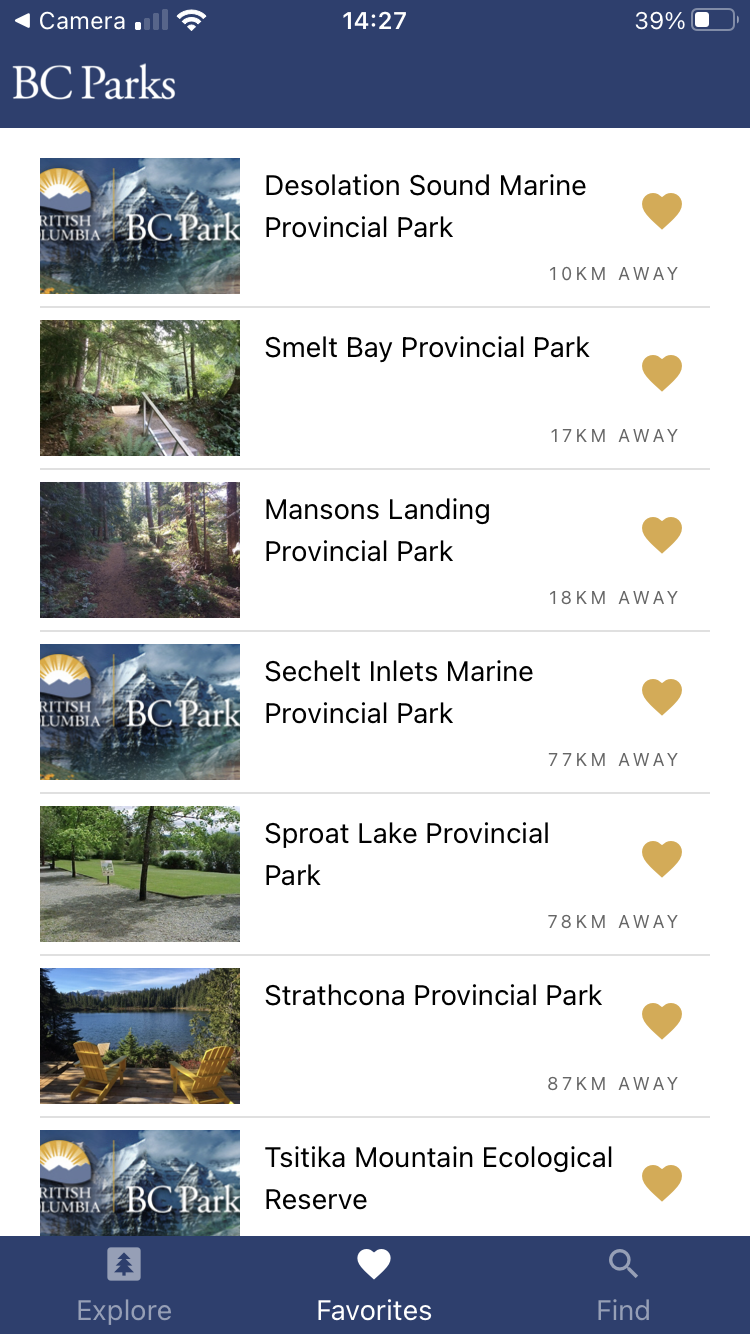 Camera
14:27
39%
BC Parks
RITISH
LUMBIA
BC Park
Desolation Sound Marine
Provincial Park
10KM AWAY
Smelt Bay Provincial Park
17KM AWAY
Mansons Landing
Provincial Park
18KM AWAY
RITISH
LUMBIA
BC Park
Sechelt Inlets Marine
Provincial Park
77KM AWAY
Sproat Lake Provincial
Park
78KM AWAY
Strathcona Provincial Park
87KM AWAY
RITISH
LUMBIA
BC Park
Tsitika Mountain Ecological
Reserve
Explore
Favorites
Find